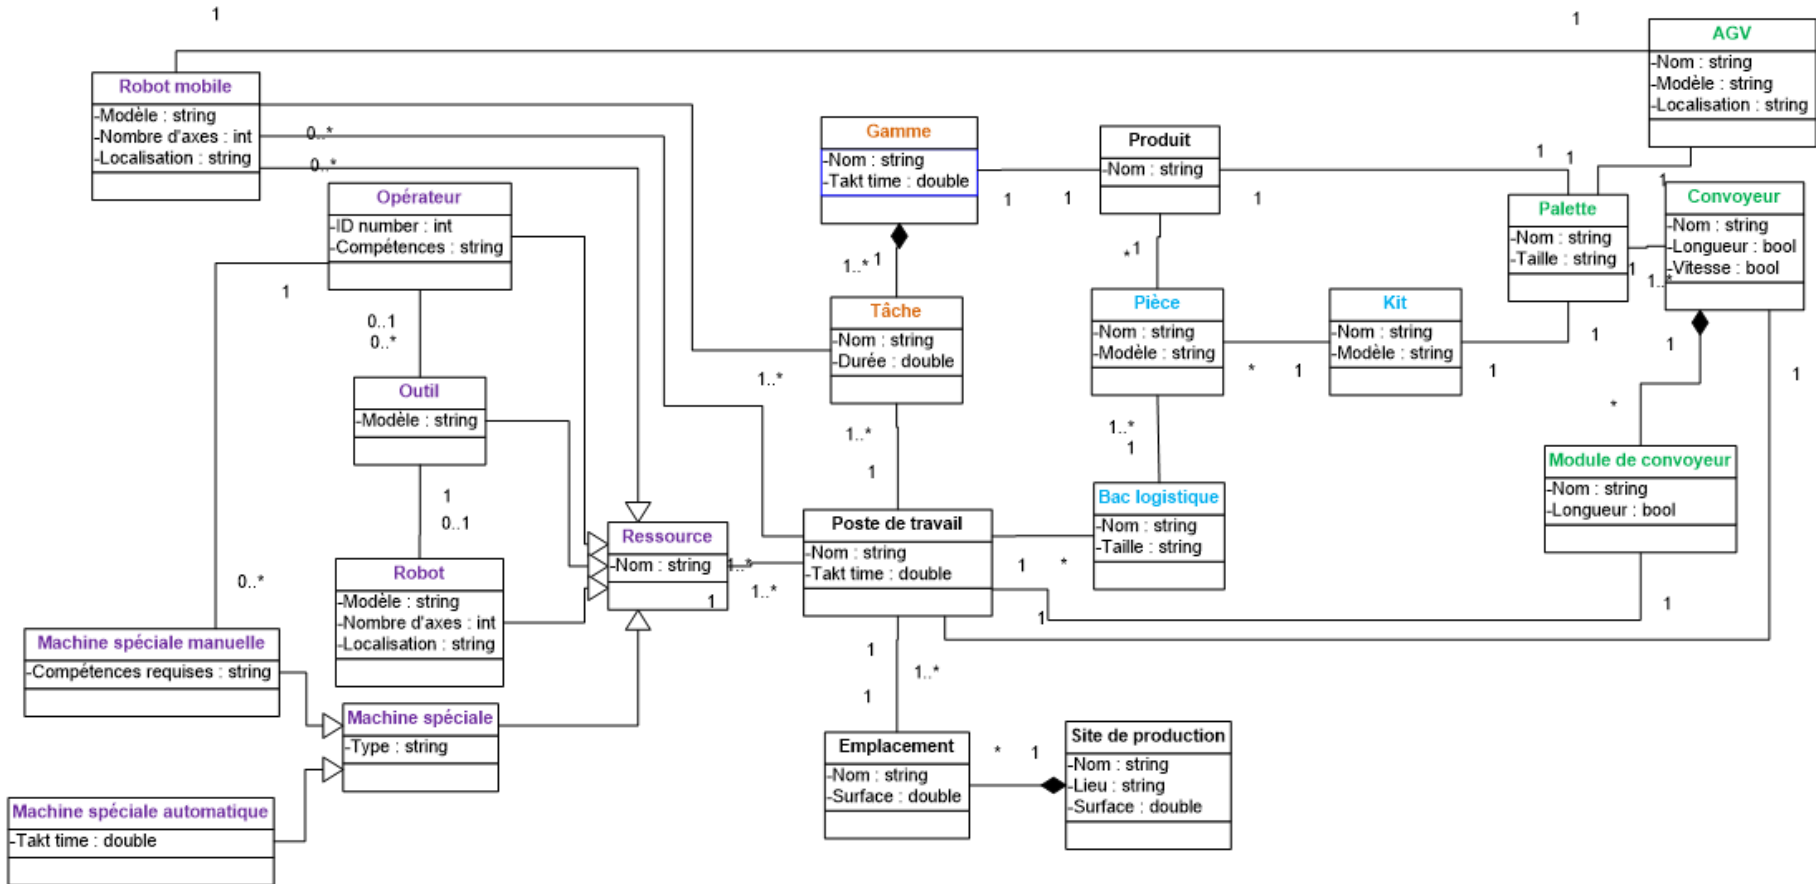 1
1
AGV
-Nom : string
-Modèle : string
-Localisation : string
Robot mobile
-Modèle : string
-Nombre d'axes : int
-Localisation : string
0..*
0..*
Gamme
-Nom : string
-Takt time : double
1
1
Produit
-Nom : string
1
1
1
1
Palette
-Nom : string
-Taille : string
Convoyeur
-Nom : string
-Longueur : bool
-Vitesse : bool
1
1..*
Opérateur
-ID number : int
-Compétences : string
1
0..1
0..*
1..*
1
*
1
Tâche
-Nom : string
-Durée : double
1..*
Pièce
-Nom : string
-Modèle : string
*
1
Kit
-Nom : string
-Modèle : string
1
1
1
1
*
Outil
-Modèle : string
1
0..1
1..*
1
1..*
1
Module de convoyeur
-Nom : string
-Longueur : bool
Bac logistique
-Nom : string
-Taille : string
Poste de travail
-Nom : string
-Takt time : double
1
*
1
1
Ressource
-Nom : string
1..*
1..*
1
Robot
-Modèle : string
-Nombre d'axes : int
-Localisation : string
0..*
Machine spéciale manuelle
-Compétences requises : string
Machine spéciale
-Type : string
Machine spéciale automatique
-Takt time : double
1
1..*
1
Emplacement
-Nom : string
-Surface : double
*
1
Site de production
-Nom : string
-Lieu : string
-Surface : double